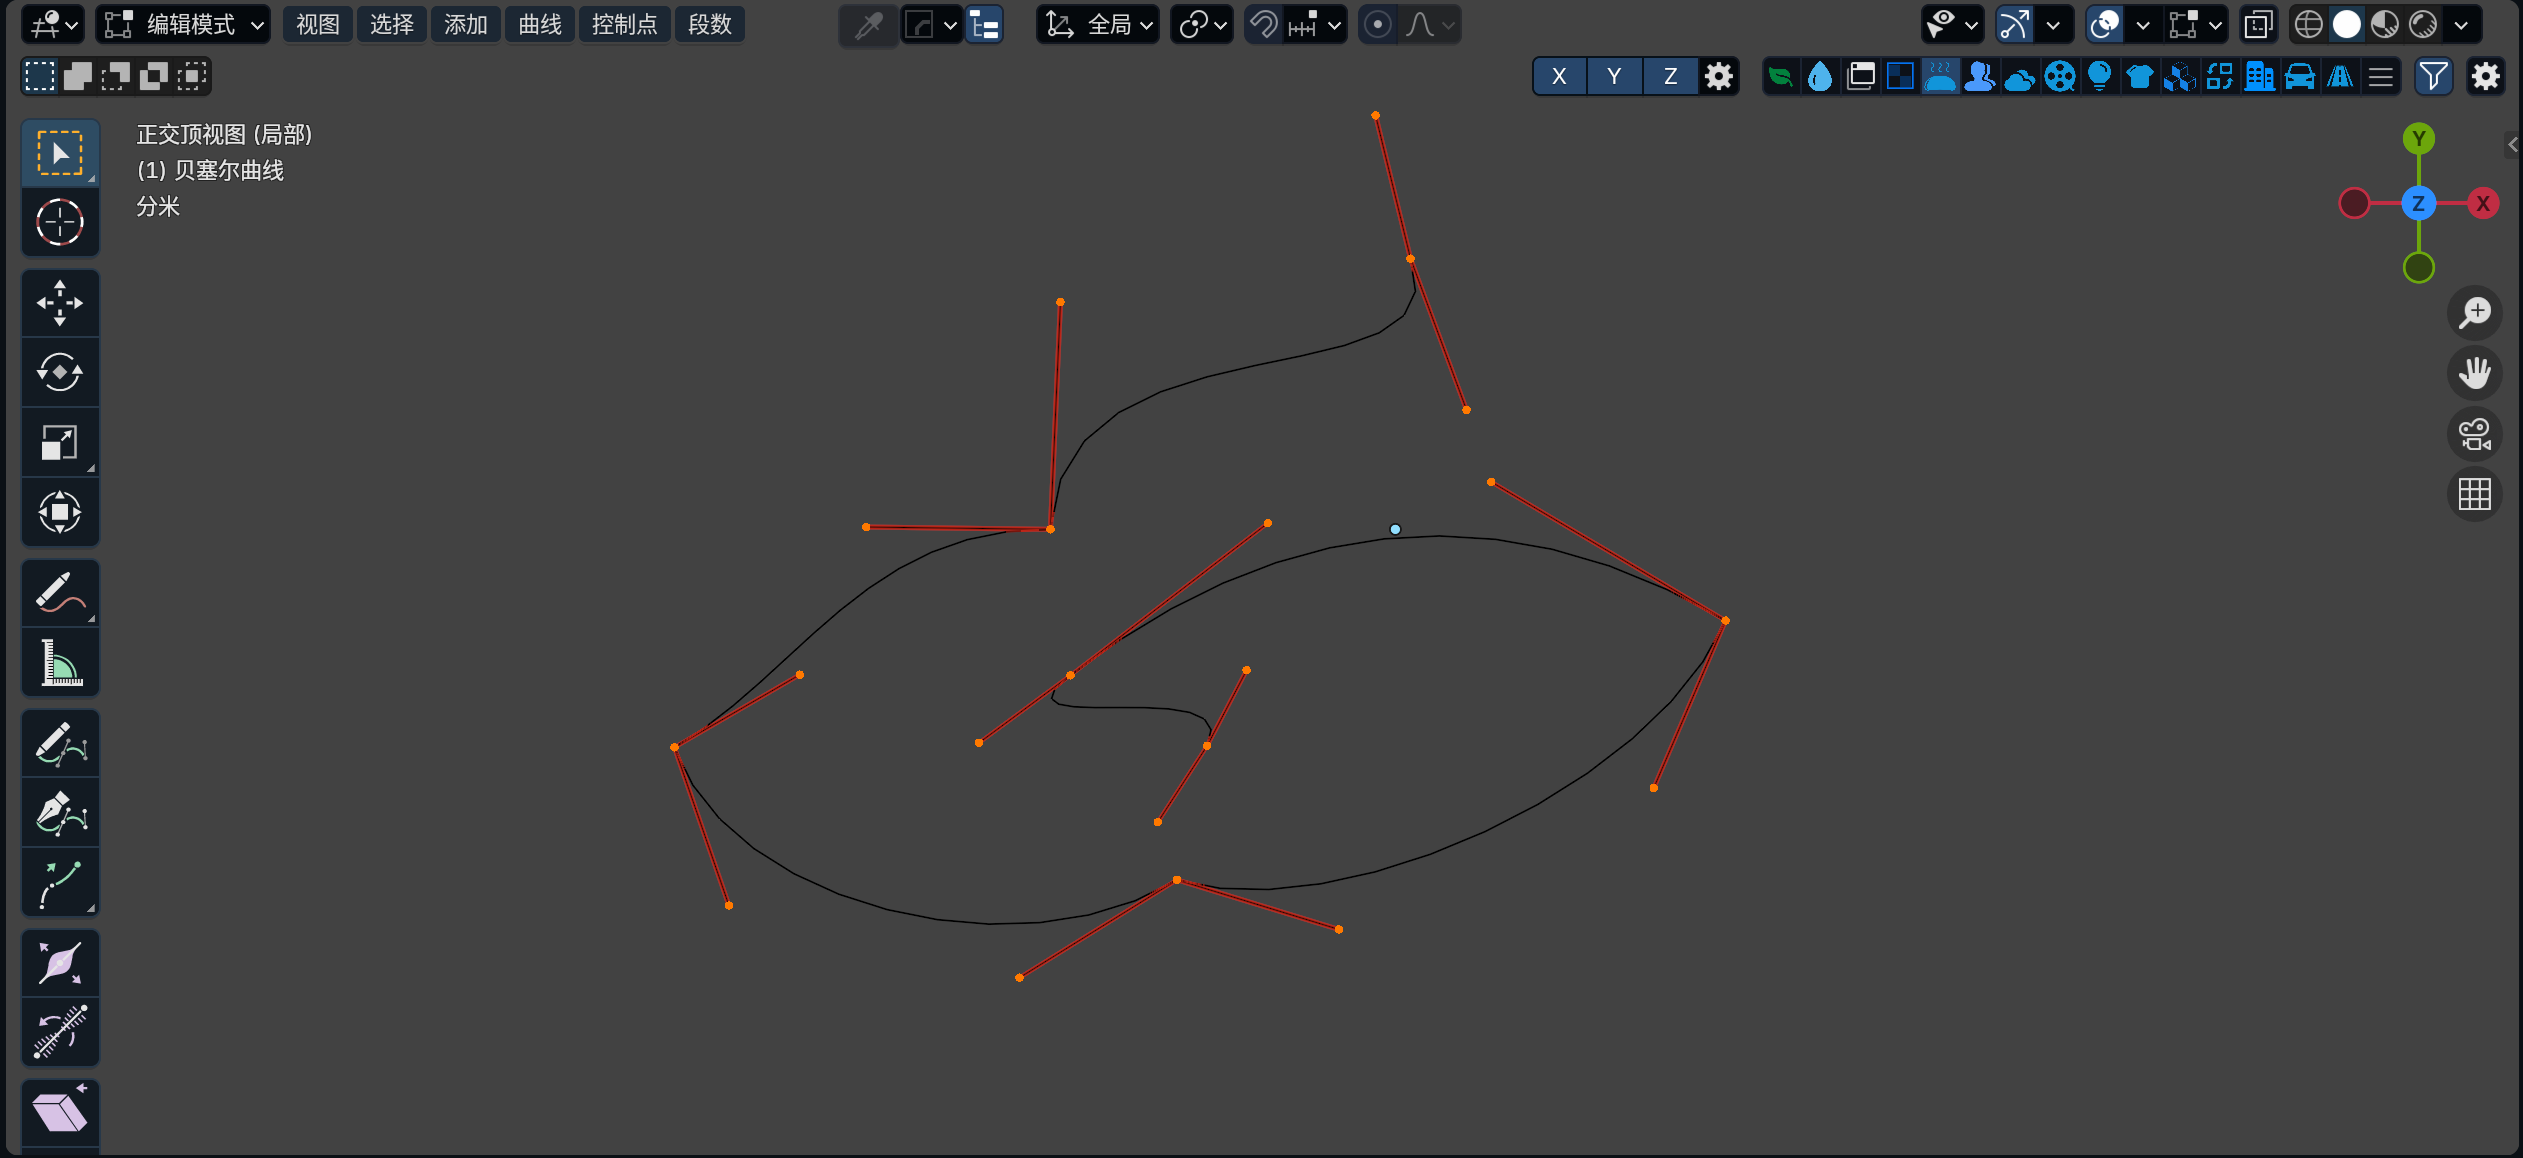 编辑模式 视图 选择 添加 曲线 控制点 段数 全局
X Y Z
正交顶视图 (局部)
(1) 贝塞尔曲线
分米
Y
Z X